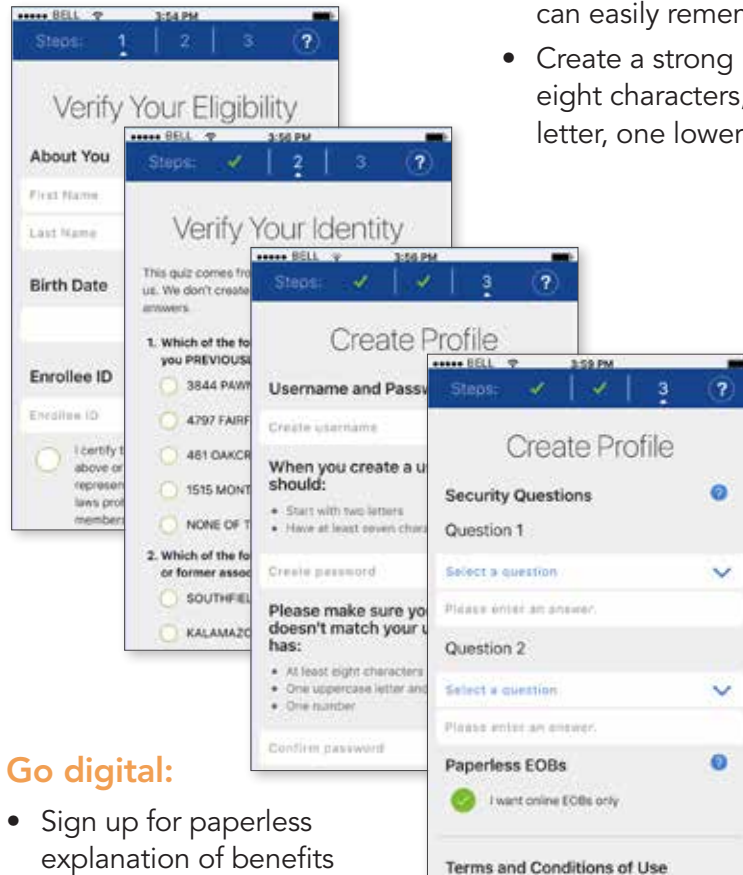 can easily remem
• Create a strong
eight characters,
letter, one lower
BELL 3:54 PM
Steps: 1 2 3 ?
Verify Your Eligibility
About You
First Name
Last Name
Birth Date
Enrollee ID
Enrollee ID
I certify t
above or
represen
laws prot
members
BELL 3:56 PM
Steps: ✓ 2 3 ?
Verify Your Identity
This quiz comes fro
us. We don't create
answers.
1. Which of the fo
you PREVIOUSL
3844 PAWN
4797 FAIRF
461 OAKCR
1515 MONT
NONE OF T
2. Which of the fo
or former assoc
SOUTHFIEL
KALAMAZO
BELL 3:56 PM
Steps: ✓ ✓ 3 ?
Create Profile
Username and Passw
Create username
When you create a u
should:
• Start with two letters
• Have at least seven chara
Create password
Please make sure yo
doesn't match your u
has:
• At least eight characters
• One uppercase letter and
• One number
Confirm password
BELL 3:59 PM
Steps: ✓ ✓ 3 ?
Create Profile
Security Questions ?
Question 1
Select a question
Please enter an answer.
Question 2
Select a question
Please enter an answer.
Paperless EOBs ?
I want online EOBs only
Terms and Conditions of Use
Go digital:
• Sign up for paperless
explanation of benefits